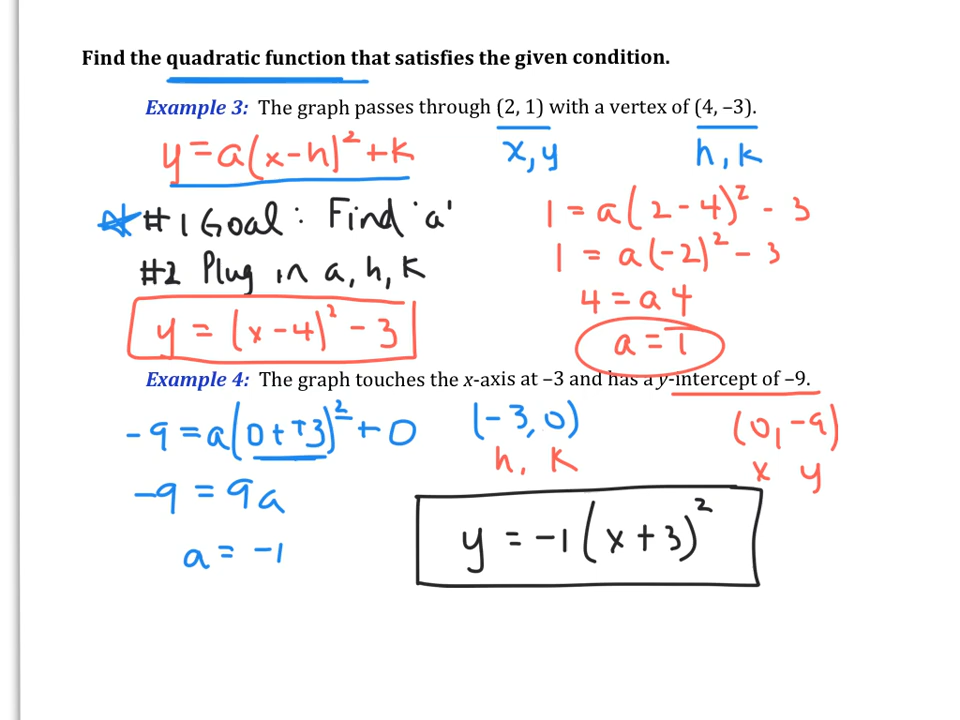 Find the quadratic function that satisfies the given condition.
Example 3: The graph passes through (2, 1) with a vertex of (4, –3).
y = a(x-h)² + k
x, y
h, k
#1 Goal : Find 'a'
1 = a(2-4)² - 3
1 = a(-2)² - 3
#2 Plug in a, h, k
4 = a 4
y = (x-4)² - 3
a = 1
Example 4: The graph touches the x-axis at –3 and has a y-intercept of –9.
-9 = a(0++3)² + 0
(-3, 0)
(0, -9)
h, k
x y
-9 = 9a
y = -1(x+3)²
a = -1